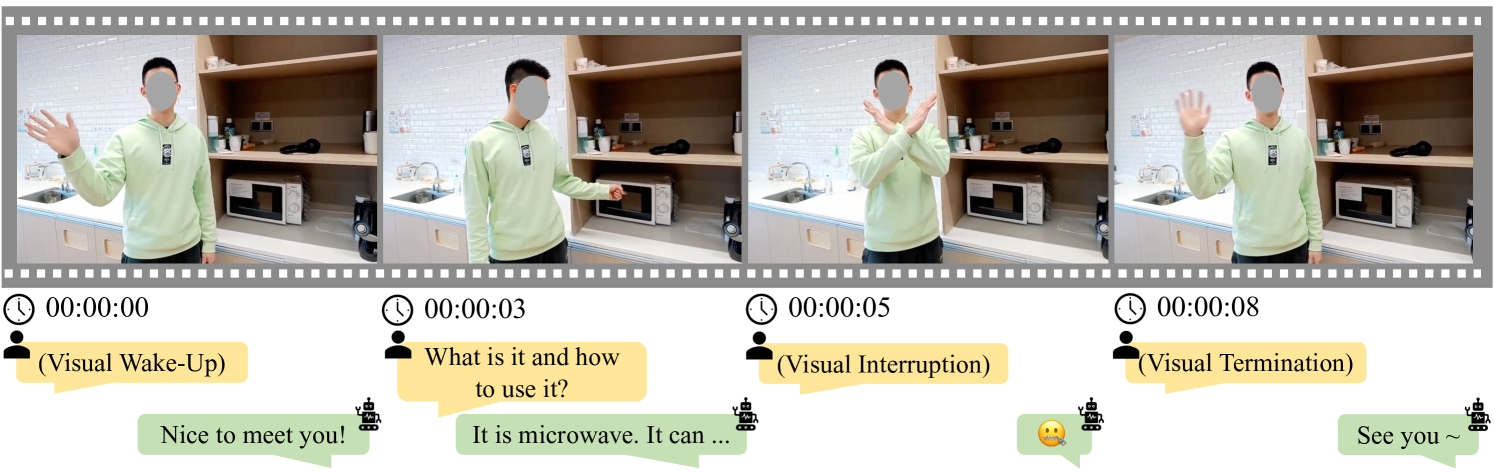 00:00:00
00:00:03
00:00:05
00:00:08
(Visual Wake-Up)
What is it and how
to use it?
(Visual Interruption)
(Visual Termination)
Nice to meet you!
It is microwave. It can ...
🤐
See you ~